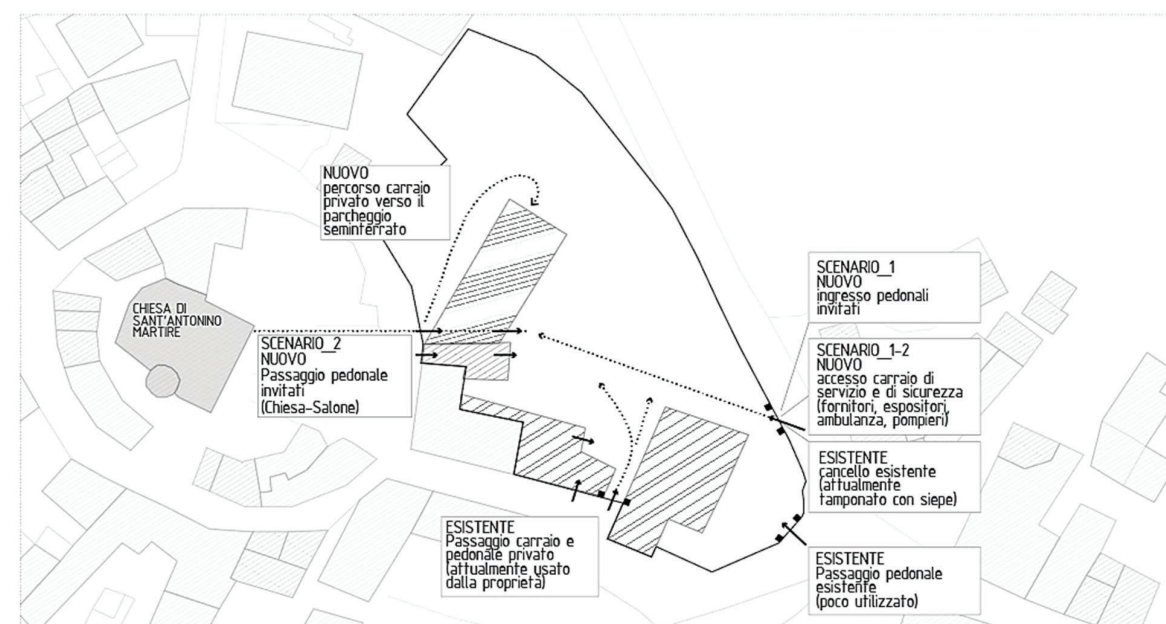 NUOVO
percorso carraio
privato verso il
parcheggio
seminterrato
CHIESA DI
SANT'ANTONINO
MARTIRE
SCENARIO_2
NUOVO
Passaggio pedonale
invitati
(Chiesa-Salone)
ESISTENTE
Passaggio carraio e
pedonale privato
(attualmente usato
dalla proprietà)
SCENARIO_1
NUOVO
ingresso pedonali
invitati
SCENARIO_1-2
NUOVO
accesso carraio di
servizio e di sicurezza
(fornitori, espositori,
ambulanza, pompieri)
ESISTENTE
cancello esistente
(attualmente
tamponato con siepe)
ESISTENTE
Passaggio pedonale
esistente
(poco utilizzato)